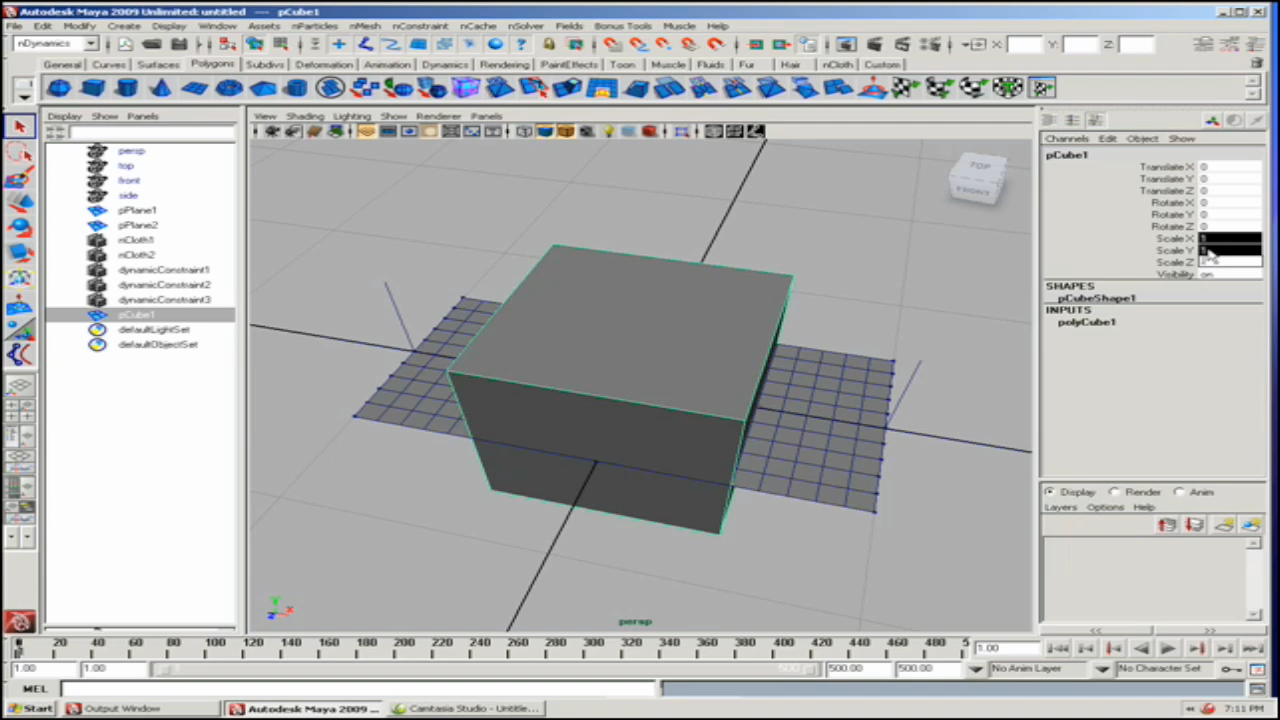 Autodesk Maya 2009 Unlimited: untitled --- pCube1
File Edit Modify Create Display Window Assets nParticles nMesh nConstraint nCache nSolver Fields Bonus Tools Muscle Help
nDynamics X: Y: Z:
General Curves Surfaces Polygons Subdivs Deformation Animation Dynamics Rendering PaintEffects Toon Muscle Fluids Fur Hair nCloth Custom
Display Show Panels
View Shading Lighting Show Renderer Panels
Channels Edit Object Show
persp
top
front
side
pPlane1
pPlane2
nCloth1
nCloth2
dynamicConstraint1
dynamicConstraint2
dynamicConstraint3
pCube1
defaultLightSet
defaultObjectSet
TOP
FRONT
persp
pCube1
Translate X 0
Translate Y 0
Translate Z 0
Rotate X 0
Rotate Y 0
Rotate Z 0
Scale X 1
Scale Y
Scale Z
Visibility on
SHAPES
pCubeShape1
INPUTS
polyCube1
Display Render Anim
Layers Options Help
20 40 60 80 100 120 140 160 180 200 220 240 260 280 300 320 340 360 380 400 420 440 460 480 5 1.00
1.00 1.00 500 500.00 500.00 No Anim Layer No Character Set
MEL
Start Output Window Autodesk Maya 2009 ... Camtasia Studio - Untitle... 7:11 PM